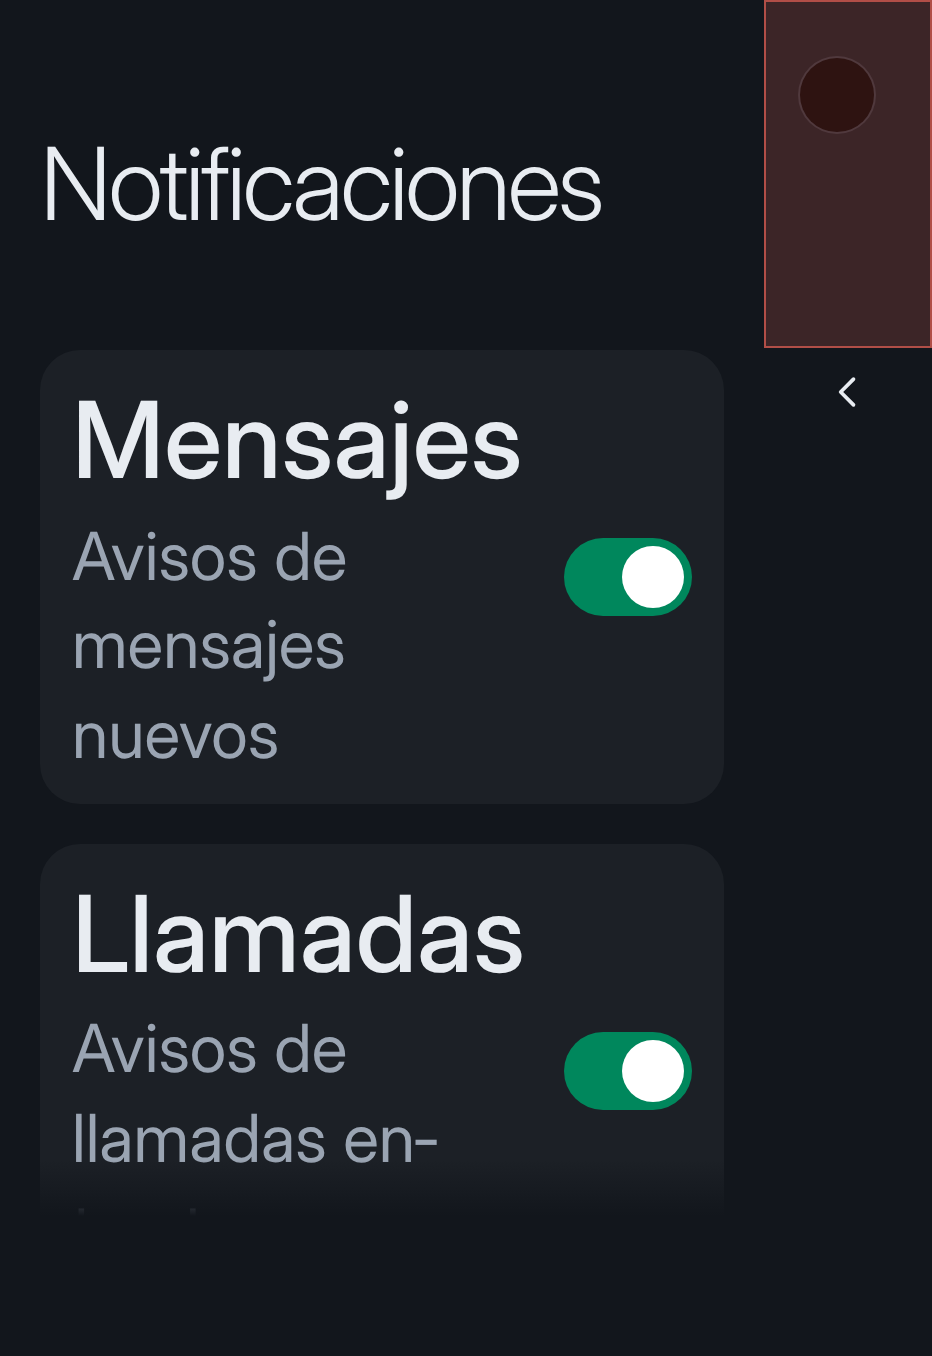 Notificaciones
Mensajes
Avisos de
mensajes
nuevos
Llamadas
Avisos de
llamadas en-